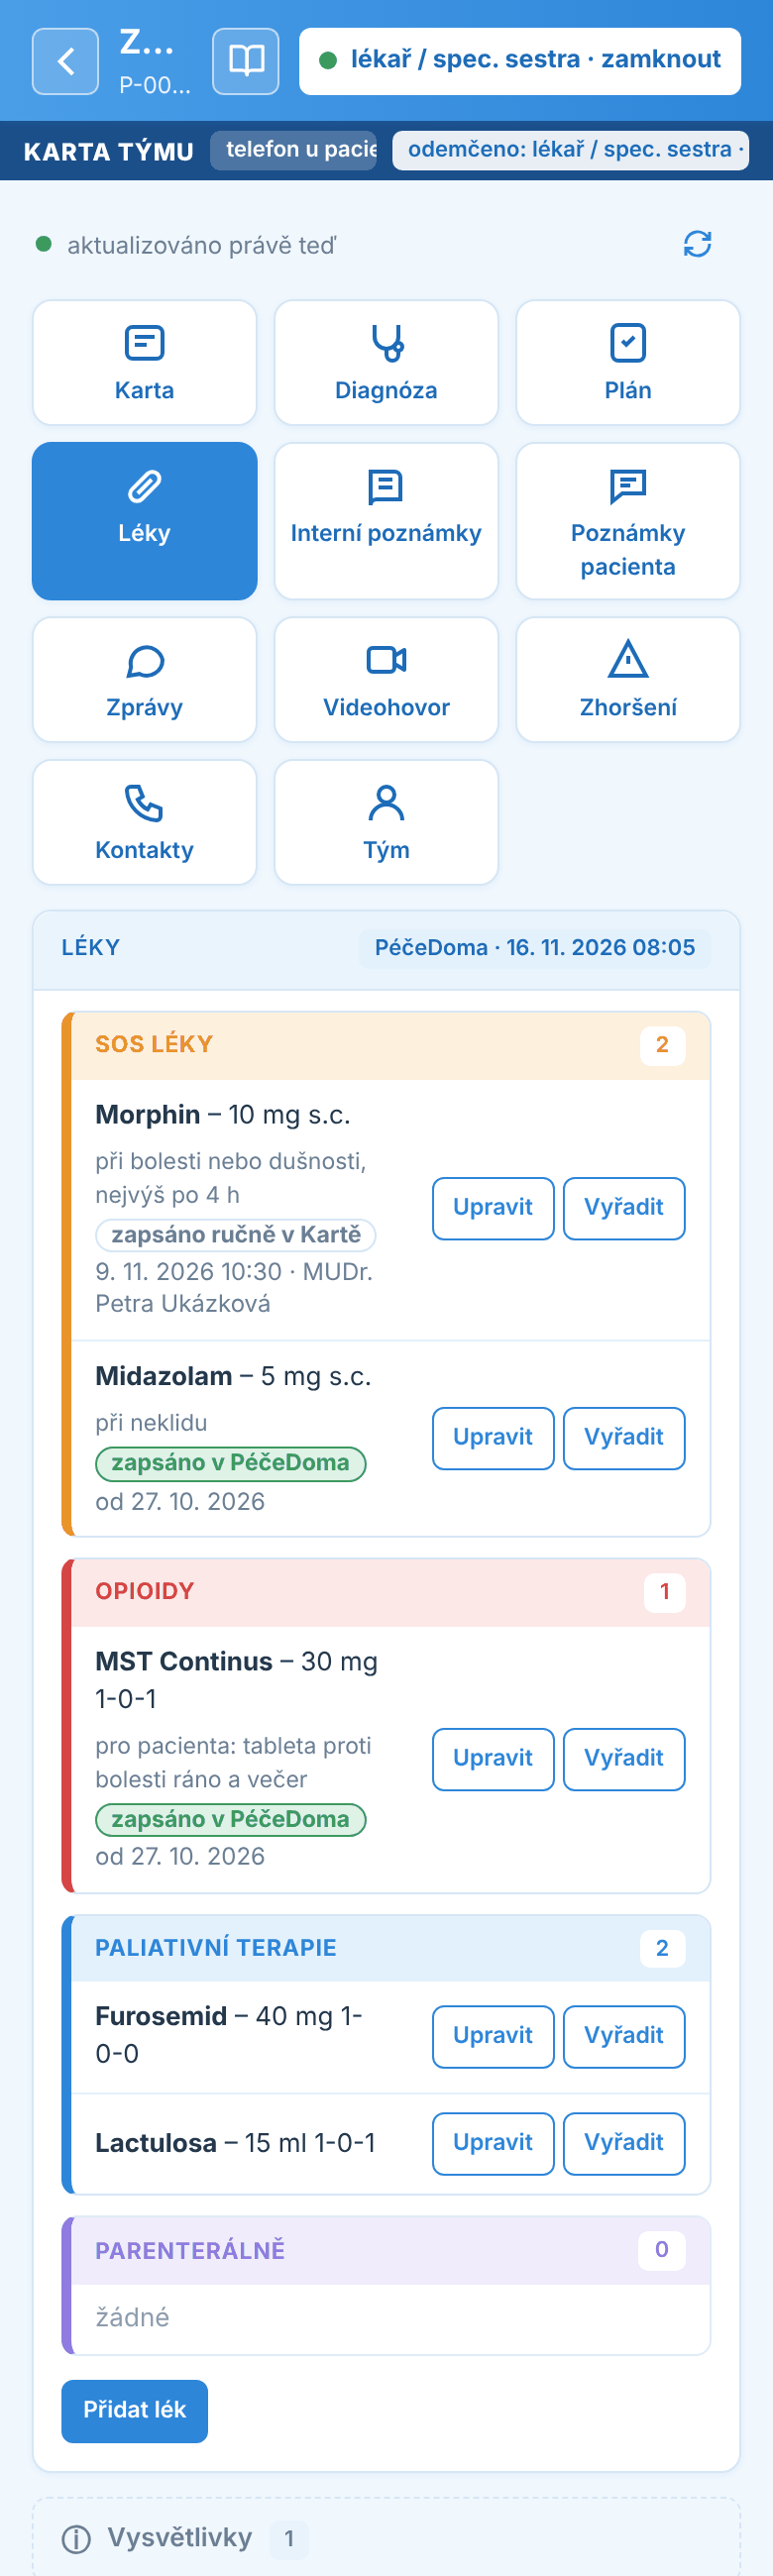 Z...
P-00...
lékař / spec. sestra · zamknout
KARTA TÝMU
telefon u pacie
odemčeno: lékař / spec. sestra ·
aktualizováno právě teď
Karta
Diagnóza
Plán
Léky
Interní poznámky
Poznámky
pacienta
Zprávy
Videohovor
Zhoršení
Kontakty
Tým
LÉKY
PéčeDoma · 16. 11. 2026 08:05
SOS LÉKY
2
Morphin – 10 mg s.c.
při bolesti nebo dušnosti,
nejvýš po 4 h
zapsáno ručně v Kartě
9. 11. 2026 10:30 · MUDr.
Petra Ukázková
Upravit
Vyřadit
Midazolam – 5 mg s.c.
při neklidu
zapsáno v PéčeDoma
od 27. 10. 2026
Upravit
Vyřadit
OPIOIDY
1
MST Continus – 30 mg
1-0-1
pro pacienta: tableta proti
bolesti ráno a večer
zapsáno v PéčeDoma
od 27. 10. 2026
Upravit
Vyřadit
PALIATIVNÍ TERAPIE
2
Furosemid – 40 mg 1-
0-0
Upravit
Vyřadit
Lactulosa – 15 ml 1-0-1
Upravit
Vyřadit
PARENTERÁLNĚ
0
žádné
Přidat lék
Vysvětlivky
1